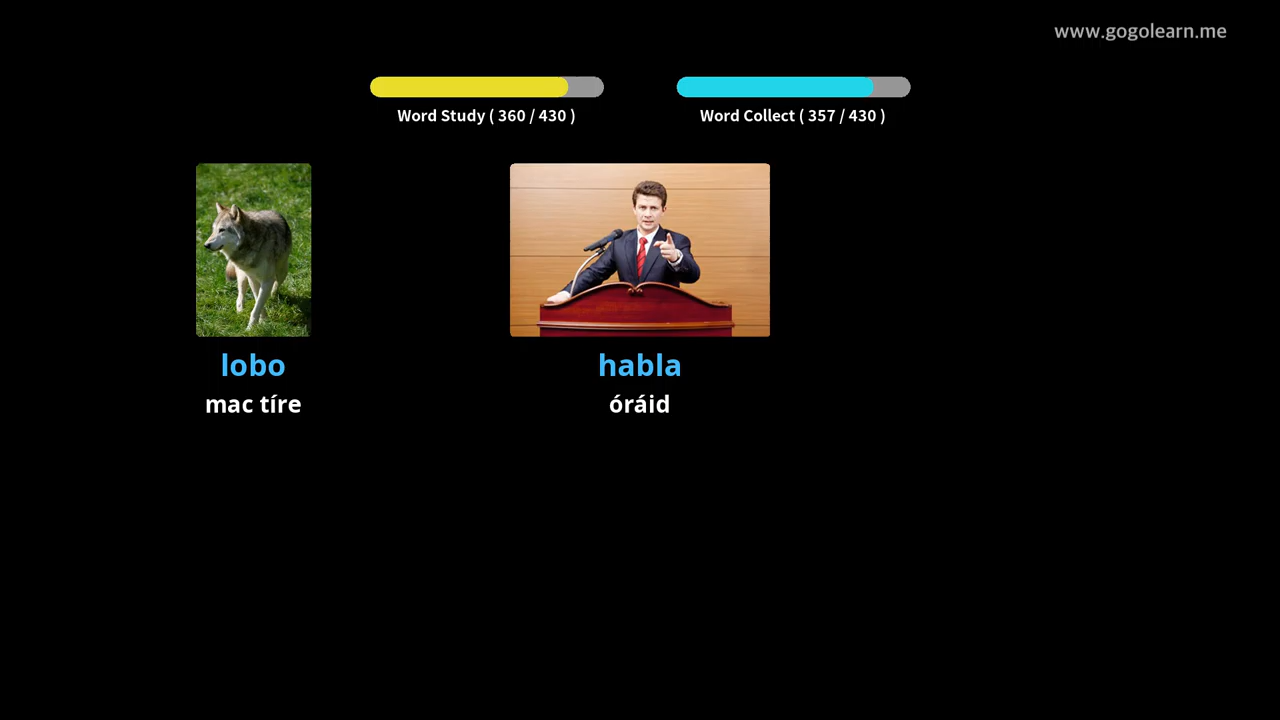 www.gogolearn.me
Word Study ( 360 / 430 )
Word Collect ( 357 / 430 )
lobo
mac tíre
habla
óráid